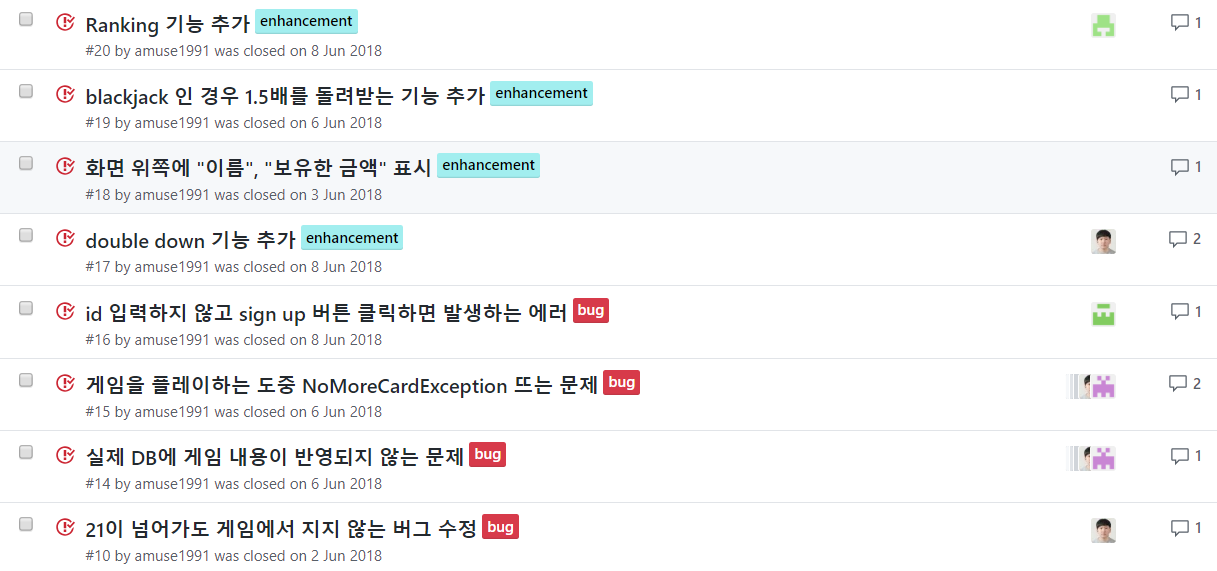 Ranking 기능 추가 enhancement 1
#20 by amuse1991 was closed on 8 Jun 2018
blackjack 인 경우 1.5배를 돌려받는 기능 추가 enhancement 1
#19 by amuse1991 was closed on 6 Jun 2018
화면 위쪽에 "이름", "보유한 금액" 표시 enhancement 1
#18 by amuse1991 was closed on 3 Jun 2018
double down 기능 추가 enhancement 2
#17 by amuse1991 was closed on 8 Jun 2018
id 입력하지 않고 sign up 버튼 클릭하면 발생하는 에러 bug 1
#16 by amuse1991 was closed on 8 Jun 2018
게임을 플레이하는 도중 NoMoreCardException 뜨는 문제 bug 2
#15 by amuse1991 was closed on 6 Jun 2018
실제 DB에 게임 내용이 반영되지 않는 문제 bug 1
#14 by amuse1991 was closed on 6 Jun 2018
21이 넘어가도 게임에서 지지 않는 버그 수정 bug 1
#10 by amuse1991 was closed on 2 Jun 2018